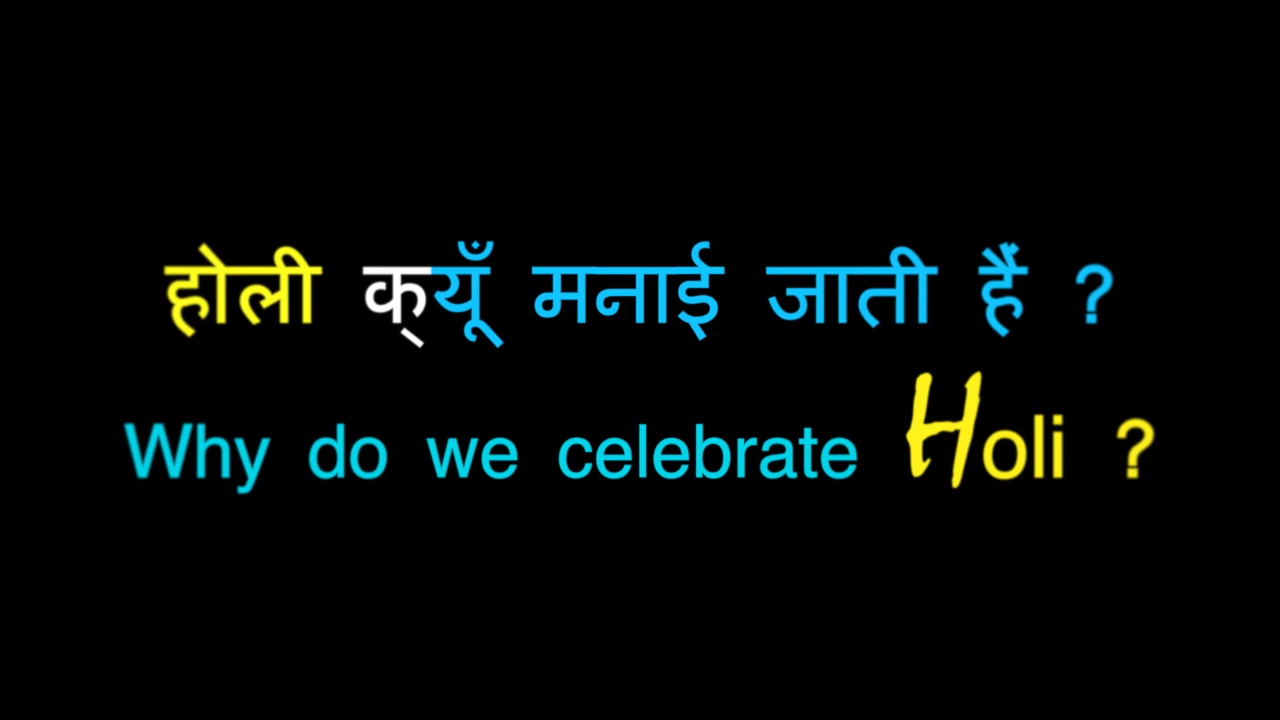 होली क्यूँ मनाई जाती हैं ?
Why do we celebrate Holi ?